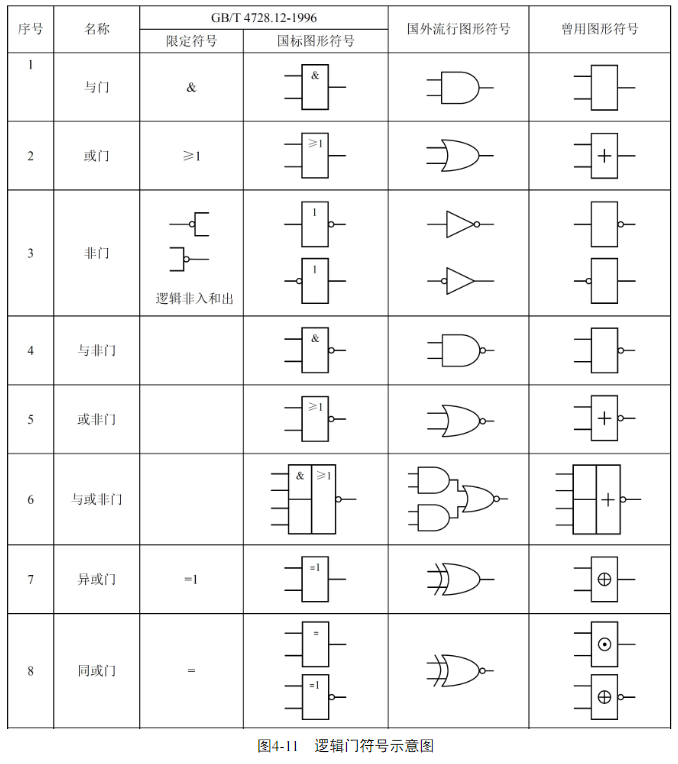 序号 名称 GB/T 4728.12-1996 国外流行图形符号 曾用图形符号
限定符号 国标图形符号
1 与门 & &
2 或门 ≥1 ≥1 +
3 非门 逻辑非入和出 1 1
4 与非门 &
5 或非门 ≥1 +
6 与或非门 & ≥1 +
7 异或门 =1 =1 ⊕
8 同或门 = = =1 ⊙ ⊕
图4-11 逻辑门符号示意图